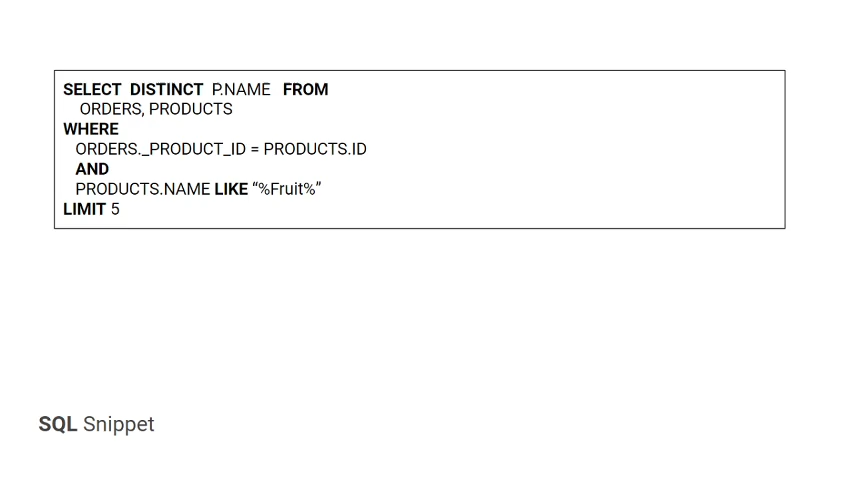 SELECT DISTINCT P.NAME FROM
ORDERS, PRODUCTS
WHERE
ORDERS._PRODUCT_ID = PRODUCTS.ID
AND
PRODUCTS.NAME LIKE “%Fruit%”
LIMIT 5
SQL Snippet